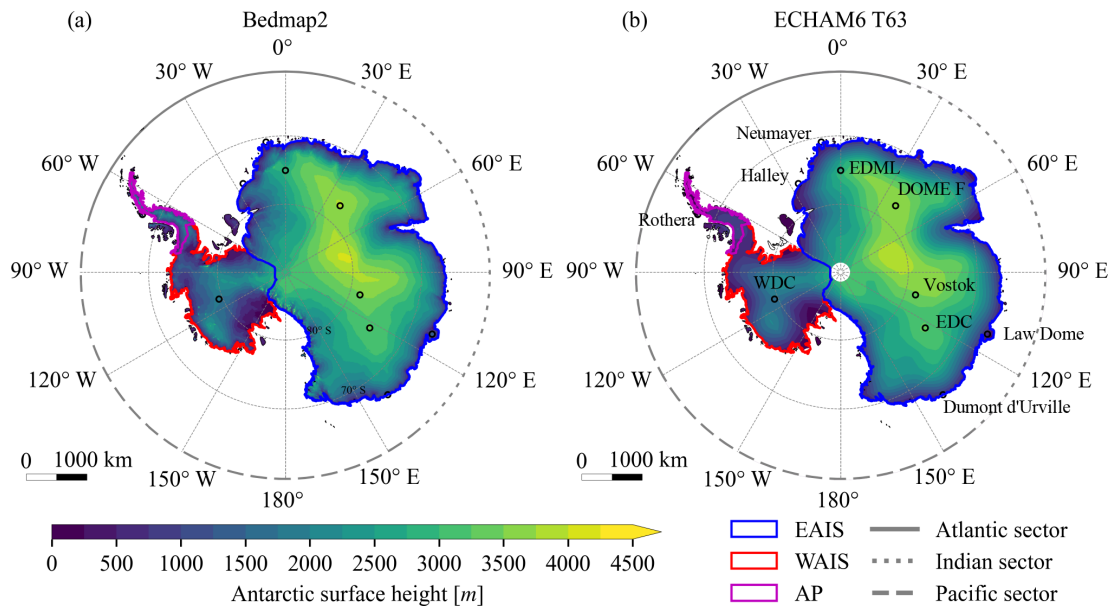 (a)
Bedmap2
0°
30° W
30° E
60° W
60° E
90° W
90° E
120° W
120° E
150° W
150° E
180°
80° S
70° S
0 1000 km
(b)
ECHAM6 T63
0°
30° W
30° E
60° W
60° E
90° W
90° E
120° W
120° E
150° W
150° E
180°
Neumayer
Halley
EDML
DOME F
Rothera
WDC
Vostok
EDC
Law Dome
Dumont d'Urville
0 1000 km
0 500 1000 1500 2000 2500 3000 3500 4000 4500
Antarctic surface height [m]
EAIS
WAIS
AP
Atlantic sector
Indian sector
Pacific sector